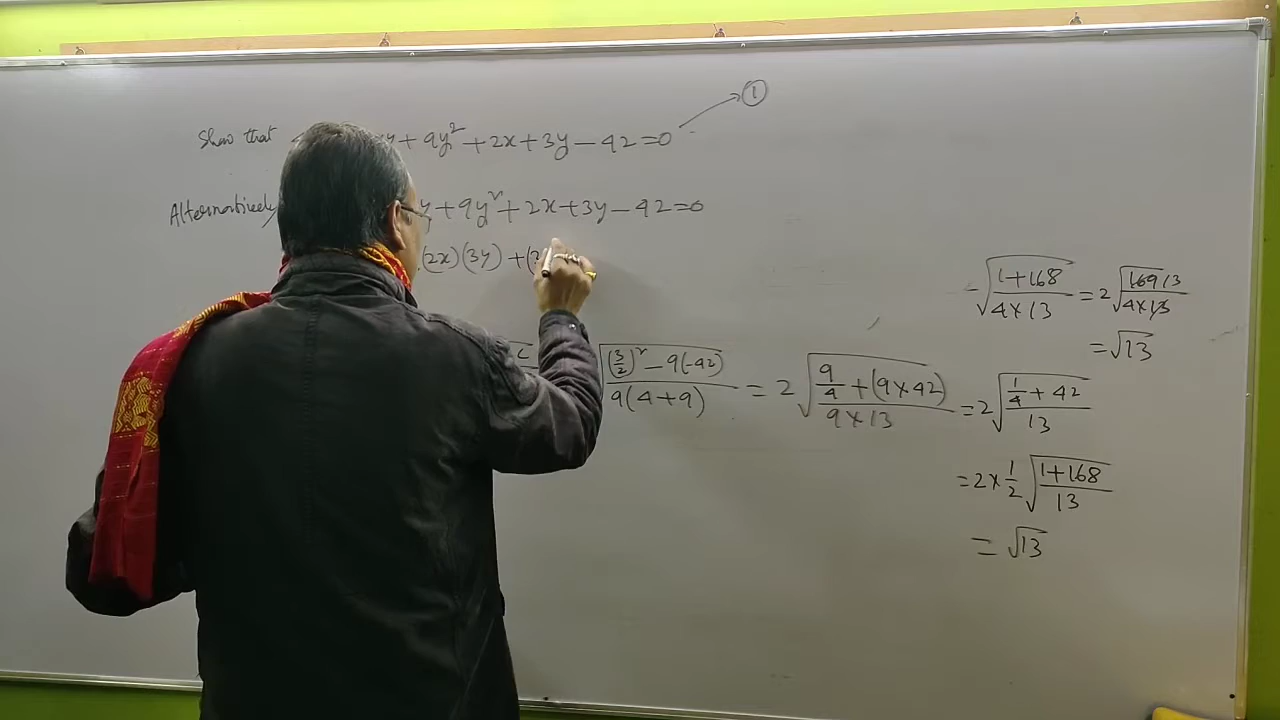 Show that y + 9y² + 2x + 3y – 42 = 0 → ①
Alternatively y + 9y² + 2x + 3y – 42 = 0
(2x)(3y) + (3
c √((3/2)² – 9(-42) / 9(4+9)) = 2√(9/4 + (9×42) / 9×13) = 2√(1/4 + 42 / 13)
= 2×1/2 √(1+168 / 13)
= √13
√(1+168 / 4×13) = 2√(169 13 / 4×13)
= √13